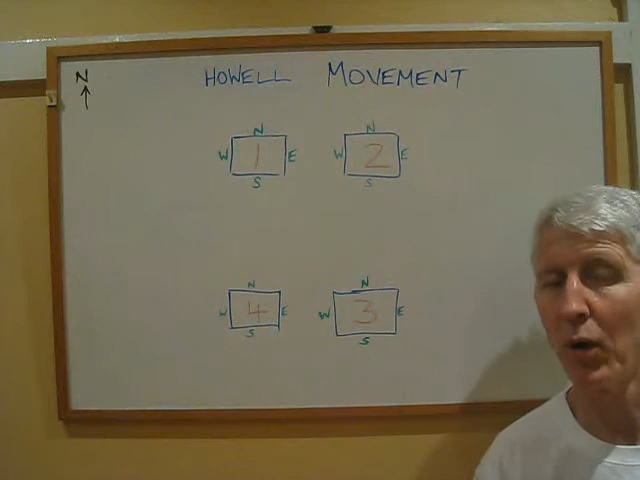 N
HOWELL MOVEMENT
N N
W 1 E W 2 E
S S
N N
W 4 E W 3 E
S S